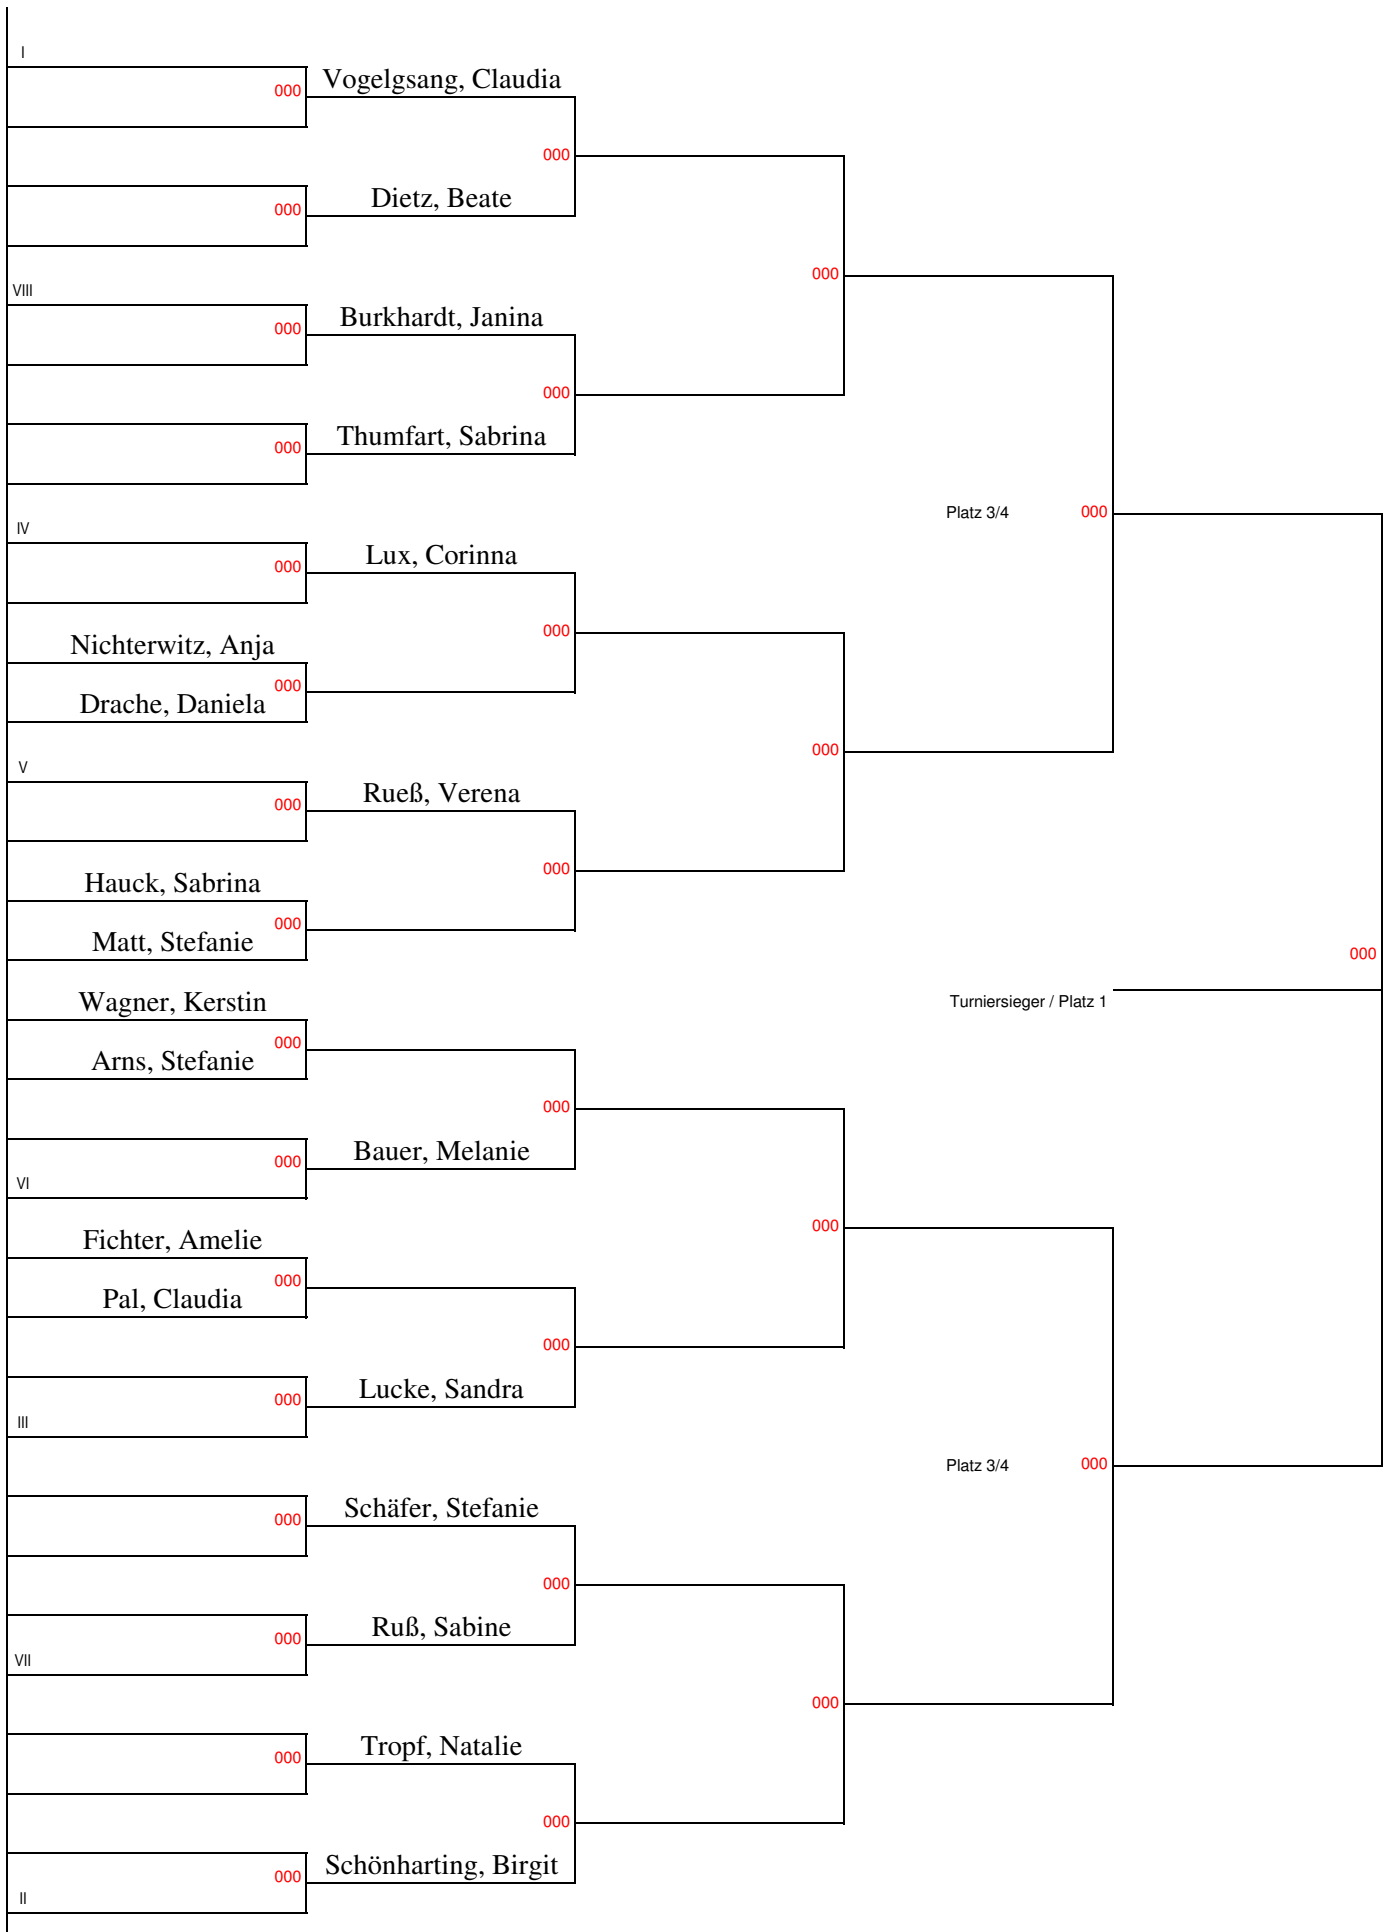 I
Vogelgsang, Claudia
000
000
Dietz, Beate
000
000
VIII
Burkhardt, Janina
000
000
Thumfart, Sabrina
000
Platz 3/4
000
IV
Lux, Corinna
000
000
Nichterwitz, Anja
000
Drache, Daniela
000
V
Rueß, Verena
000
000
Hauck, Sabrina
000
Matt, Stefanie
000
Wagner, Kerstin
Turniersieger / Platz 1
000
Arns, Stefanie
000
Bauer, Melanie
000
VI
000
Fichter, Amelie
000
Pal, Claudia
000
Lucke, Sandra
000
III
Platz 3/4
000
Schäfer, Stefanie
000
000
Ruß, Sabine
000
VII
000
Tropf, Natalie
000
000
Schönharting, Birgit
000
II